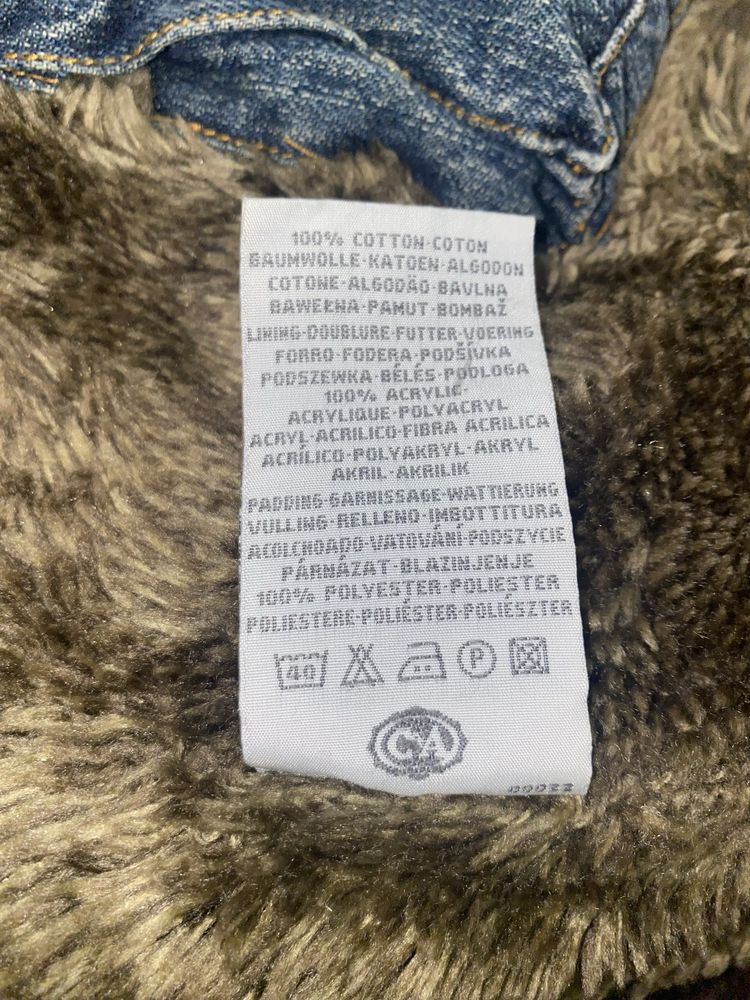 100% COTTON·COTON
BAUMWOLLE·KATOEN·ALGODON
COTONE·ALGODÃO·BAVLNA
BAWEŁNA·PAMUT·BOMBAŽ
LINING·DOUBLURE·FUTTER·VOERING
FORRO·FODERA·PODŠÍVKA
PODSZEWKA·BÉLÉS·PODLOGA
100% ACRYLIC·
ACRYLIQUE·POLYACRYL
ACRYL·ACRILICO·FIBRA ACRILICA
ACRÍLICO·POLYAKRYL·AKRYL
AKRIL·AKRILIK
PADDING·GARNISSAGE·WATTIERUNG
VULLING·RELLENO·IMBOTTITURA
ACOLCHOADO·VATOVÁNÍ·PODSZYCIE
PÁRNÁZAT·BLAZINJENJE
100% POLYESTER·POLIESTER
POLIESTERE·POLIÉSTER·POLIÉSZTER
40 P
C&A